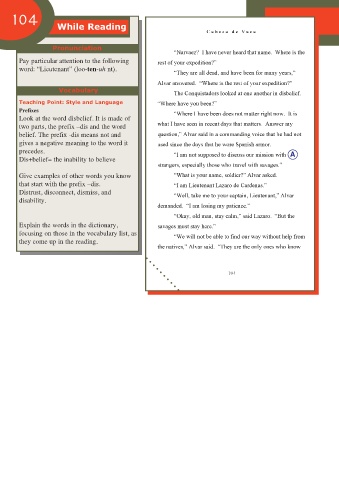 104
While Reading
Pronunciation
Pay particular attention to the following
word: "Lieutenant" (loo-ten-uh nt).
Vocabulary
Teaching Point: Style and Language
Prefixes
Look at the word disbelief. It is made of
two parts, the prefix –dis and the word
belief. The prefix -dis means not and
gives a negative meaning to the word it
precedes.
Dis+belief= the inability to believe
Give examples of other words you know
that start with the prefix –dis.
Distrust, disconnect, dismiss, and
disability.
Explain the words in the dictionary,
focusing on those in the vocabulary list, as
they come up in the reading.
Cabeza de Vaca
"Narvaez? I have never heard that name. Where is the
rest of your expedition?"
"They are all dead, and have been for many years,"
Alvar answered. "Where is the rest of your expedition?"
The Conquistadors looked at one another in disbelief.
"Where have you been?"
"Where I have been does not matter right now. It is
what I have seen in recent days that matters. Answer my
question," Alvar said in a commanding voice that he had not
used since the days that he wore Spanish armor.
"I am not supposed to discuss our mission with A
strangers, especially those who travel with savages."
"What is your name, soldier?" Alvar asked.
"I am Lieutenant Lazaro de Cardenas."
"Well, take me to your captain, Lieutenant," Alvar
demanded. "I am losing my patience."
"Okay, old man, stay calm," said Lazaro. "But the
savages must stay here."
"We will not be able to find our way without help from
the natives," Alvar said. "They are the only ones who know